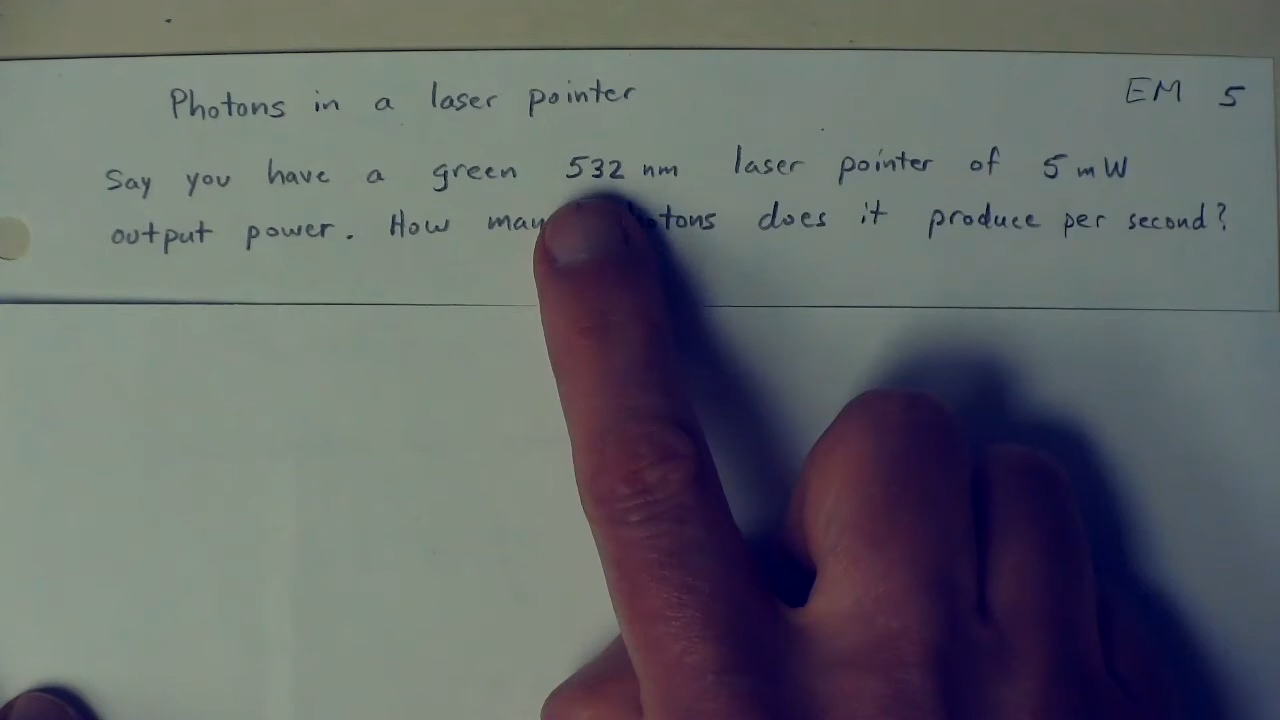 Photons in a laser pointer
EM 5
Say you have a green 532 nm laser pointer of 5 mW
output power. How does it produce per second?